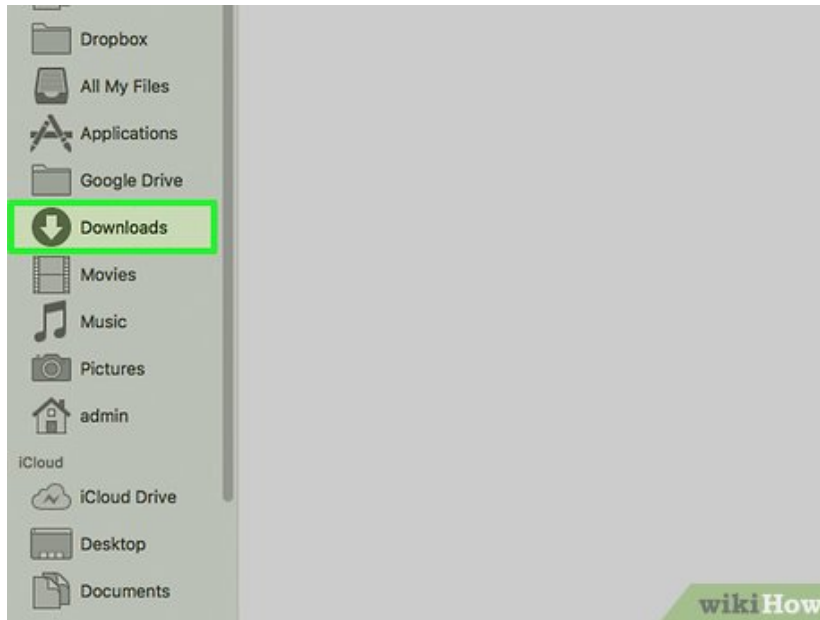 Dropbox
All My Files
Applications
Google Drive
Downloads
Movies
Music
Pictures
admin
iCloud
iCloud Drive
Desktop
Documents
wikiHow